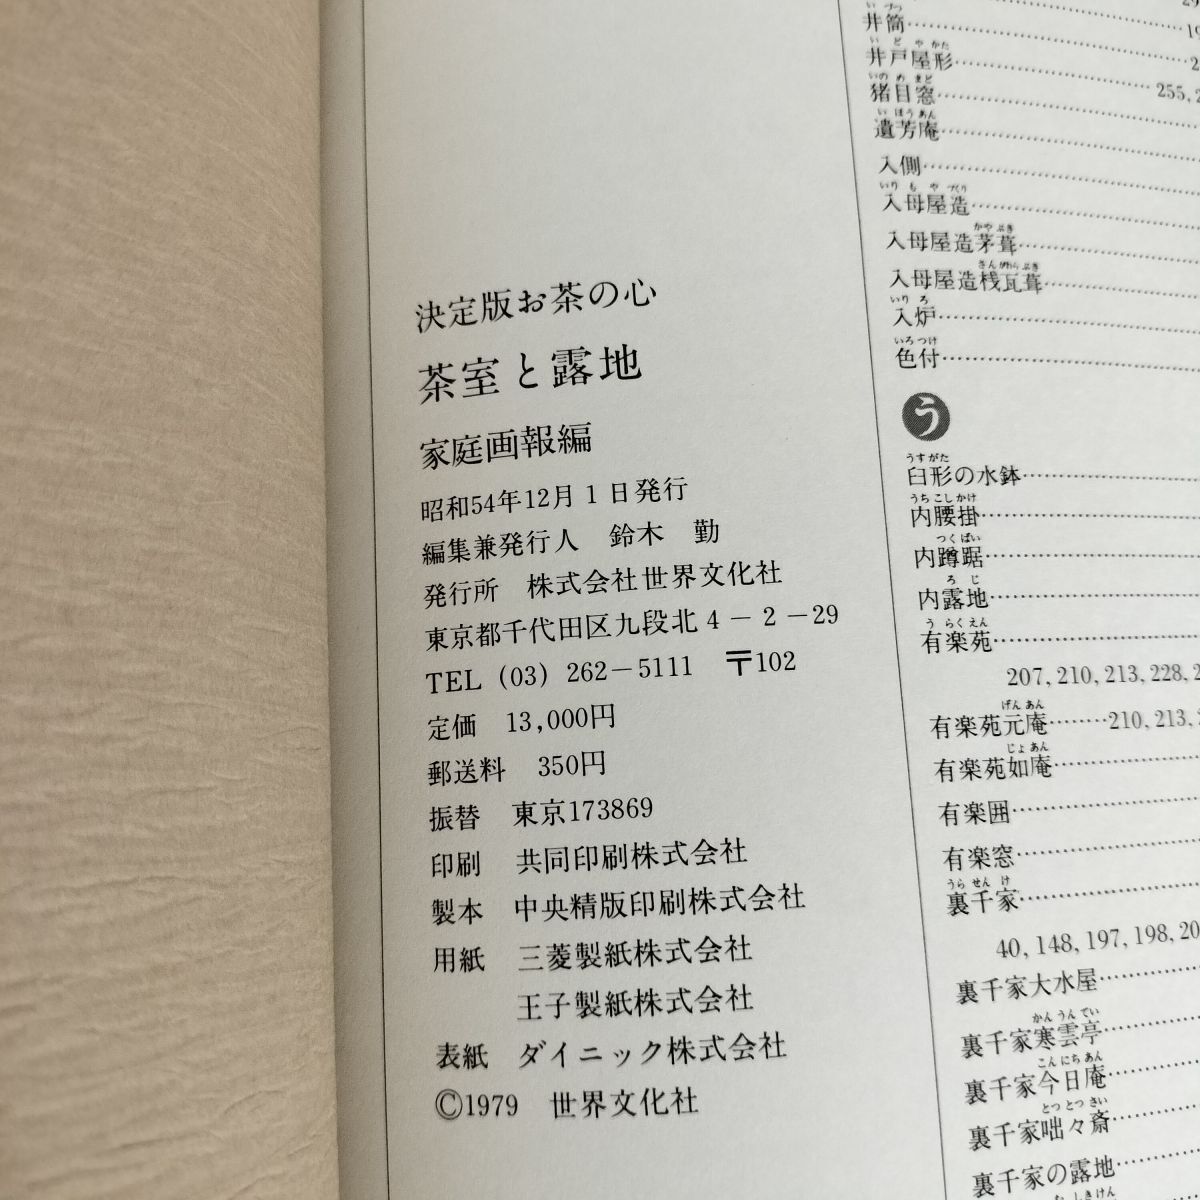 決定版お茶の心
茶室と露地
家庭画報編
昭和54年12月1日発行
編集兼発行人 鈴木 勤
発行所 株式会社世界文化社
東京都千代田区九段北4－2－29
TEL (03) 262－5111 〒102
定価 13,000円
郵送料 350円
振替 東京173869
印刷 共同印刷株式会社
製本 中央精版印刷株式会社
用紙 三菱製紙株式会社
王子製紙株式会社
表紙 ダイニック株式会社
©1979 世界文化社
井筒
井戸屋形
猪目窓 255,
遺芳庵
入側
入母屋造
入母屋造茅葺
入母屋造桟瓦葺
入炉
色付
う
臼形の水鉢
内腰掛
内蹲踞
内露地
有楽苑
207, 210, 213, 228,
有楽苑元庵 210, 213,
有楽苑如庵
有楽囲
有楽窓
裏千家
40, 148, 197, 198,
裏千家大水屋
裏千家寒雲亭
裏千家今日庵
裏千家咄々斎
裏千家の露地